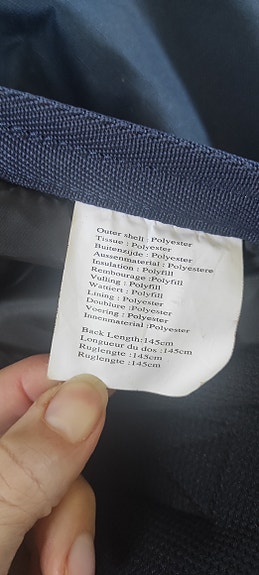 Outer shell : Polyester
Tissue : Polyester
Buitenzijde : Polyester
Aussenmaterial : Polyestere
Insulation : Polyfill
Rembourage :Polyfill
Vulling : Polyfill
Wattiert : Polyfill
Lining : Polyester
Doublure :Polyester
Voering : Polyester
Innenmaterial :Polyester
Back Length:145cm
Longueur du dos :145cm
Ruglengte :145cm
Ruglengte :145cm